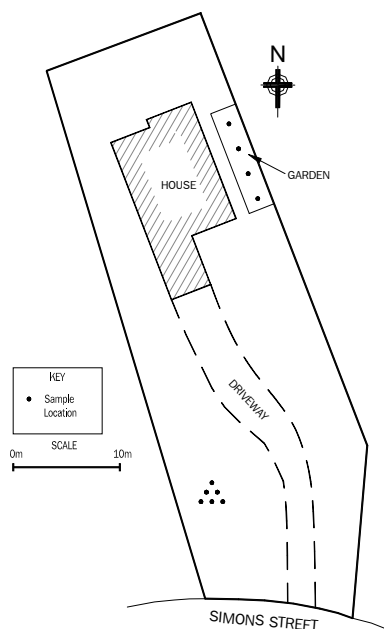 N
GARDEN
HOUSE
DRIVEWAY
KEY
Sample
Location
SCALE
0m 10m
SIMONS STREET